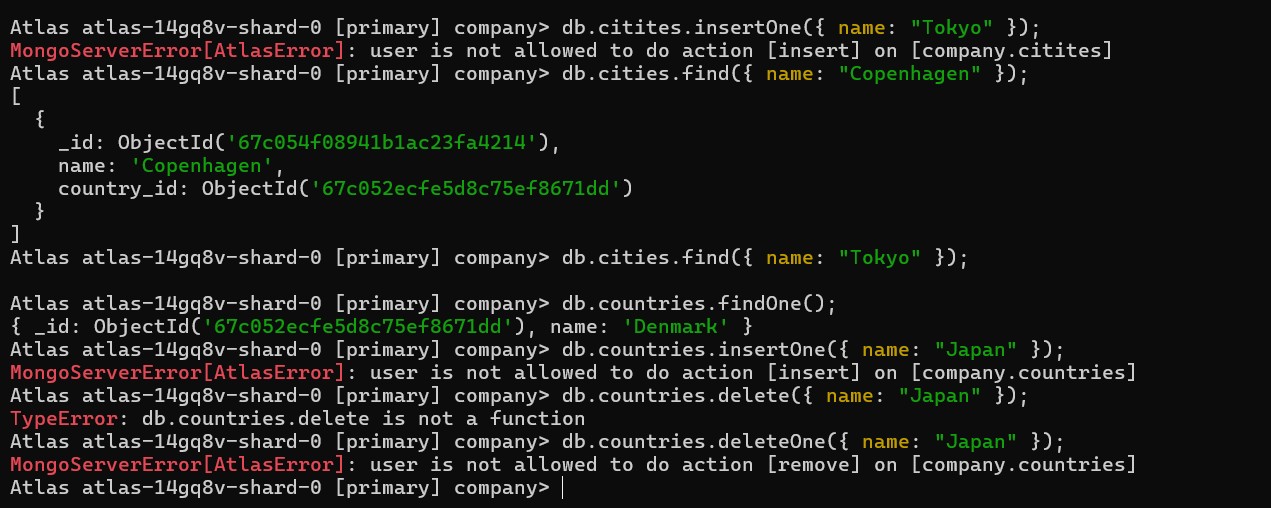 Atlas atlas-14gq8v-shard-0 [primary] company> db.citites.insertOne({ name: "Tokyo" });
MongoServerError[AtlasError]: user is not allowed to do action [insert] on [company.citites]
Atlas atlas-14gq8v-shard-0 [primary] company> db.cities.find({ name: "Copenhagen" });
[
  {
    _id: ObjectId('67c054f08941b1ac23fa4214'),
    name: 'Copenhagen',
    country_id: ObjectId('67c052ecfe5d8c75ef8671dd')
  }
]
Atlas atlas-14gq8v-shard-0 [primary] company> db.cities.find({ name: "Tokyo" });

Atlas atlas-14gq8v-shard-0 [primary] company> db.countries.findOne();
{ _id: ObjectId('67c052ecfe5d8c75ef8671dd'), name: 'Denmark' }
Atlas atlas-14gq8v-shard-0 [primary] company> db.countries.insertOne({ name: "Japan" });
MongoServerError[AtlasError]: user is not allowed to do action [insert] on [company.countries]
Atlas atlas-14gq8v-shard-0 [primary] company> db.countries.delete({ name: "Japan" });
TypeError: db.countries.delete is not a function
Atlas atlas-14gq8v-shard-0 [primary] company> db.countries.deleteOne({ name: "Japan" });
MongoServerError[AtlasError]: user is not allowed to do action [remove] on [company.countries]
Atlas atlas-14gq8v-shard-0 [primary] company>